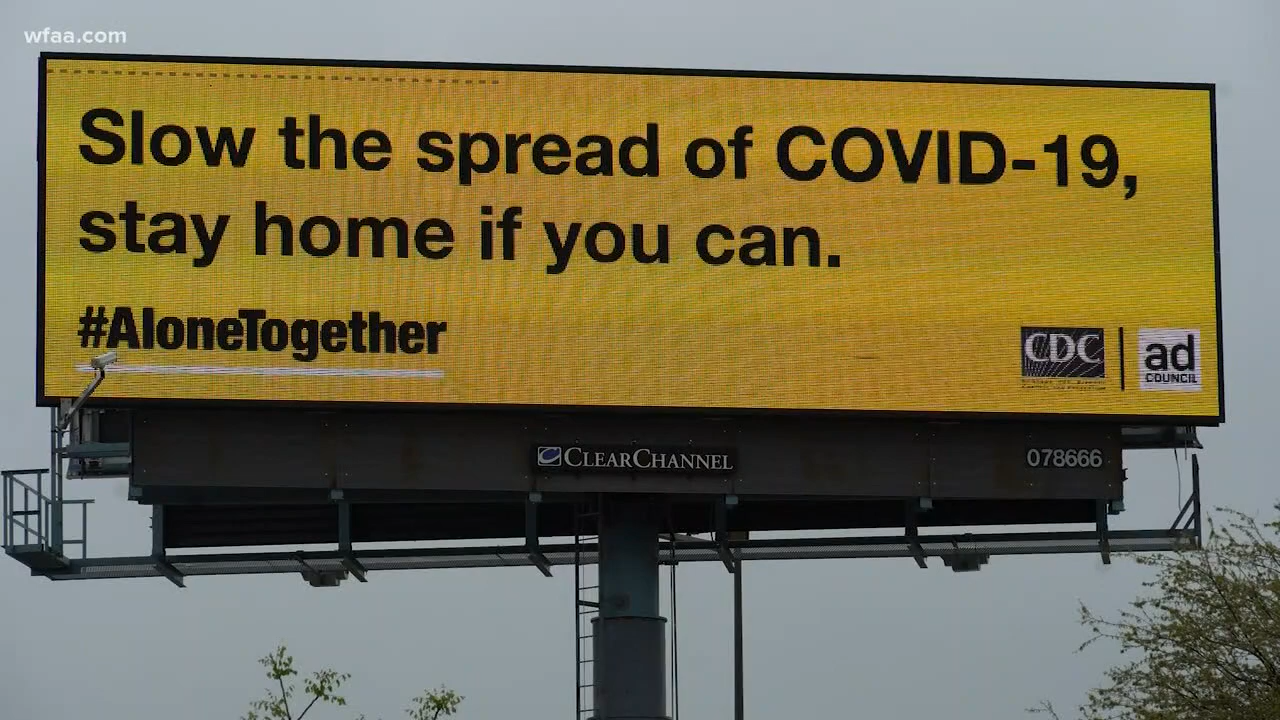 wfaa.com
Slow the spread of COVID-19,
stay home if you can.
#AloneTogether
CDC
ad
COUNCIL
CLEARCHANNEL
078666